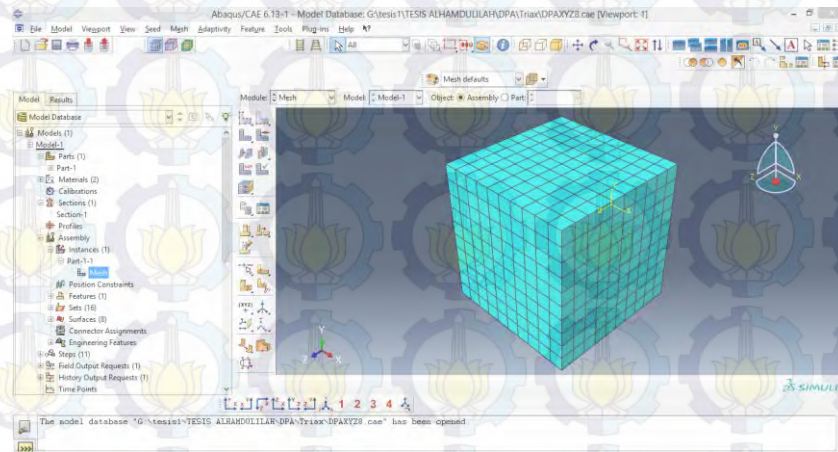 Abaqus/CAE 6.13-1 - Model Database: G:\tesis1\TESIS ALHAMDULILAH\DPA\Triax\DPAXYZ8.cae [Viewport: 1]
File Model Viewport View Seed Mesh Adaptivity Feature Tools Plug-ins Help
All
Mesh defaults
Model Results
Module: Mesh Model: Model-1 Object: Assembly Part:
Model Database
Models (1)
Model-1
Parts (1)
Part-1
Materials (2)
Calibrations
Sections (1)
Section-1
Profiles
Assembly
Instances (1)
Part-1-1
Mesh
Position Constraints
Features (1)
Sets (16)
Surfaces (8)
Connector Assignments
Engineering Features
Steps (11)
Field Output Requests (1)
History Output Requests (1)
Time Points
Y
Z X
Y
Z X
SIMULI
1 2 3 4
The model database "G:\tesis1\TESIS ALHAMDULILAH\DPA\Triax\DPAXYZ8.cae" has been opened.
>>>